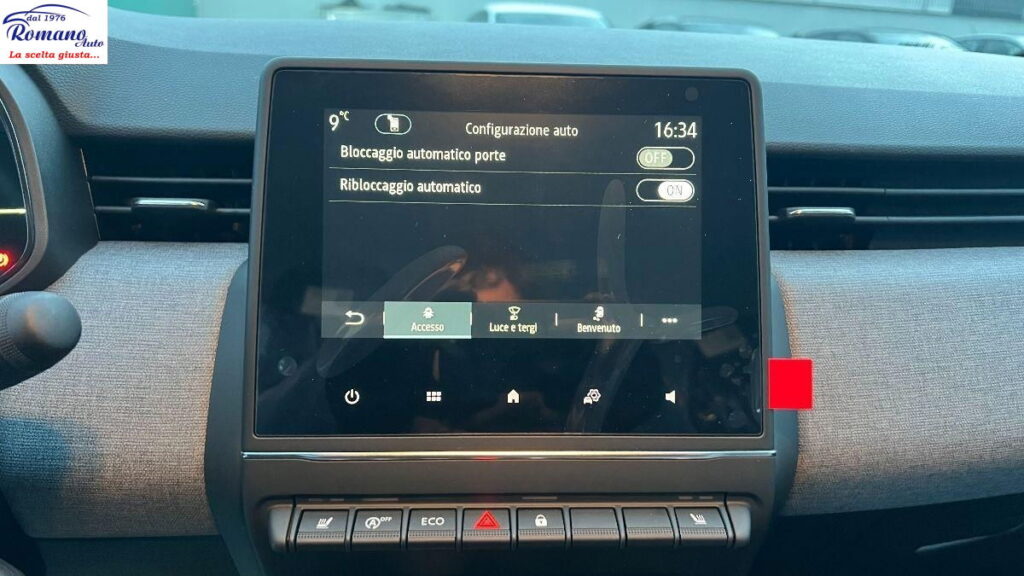 dal 1976
Romano
Auto
La scelta giusta...
9°C
Configurazione auto
16:34
Bloccaggio automatico porte
OFF
Ribloccaggio automatico
ON
Accesso
Luce e tergi
Benvenuto
OFF
ECO